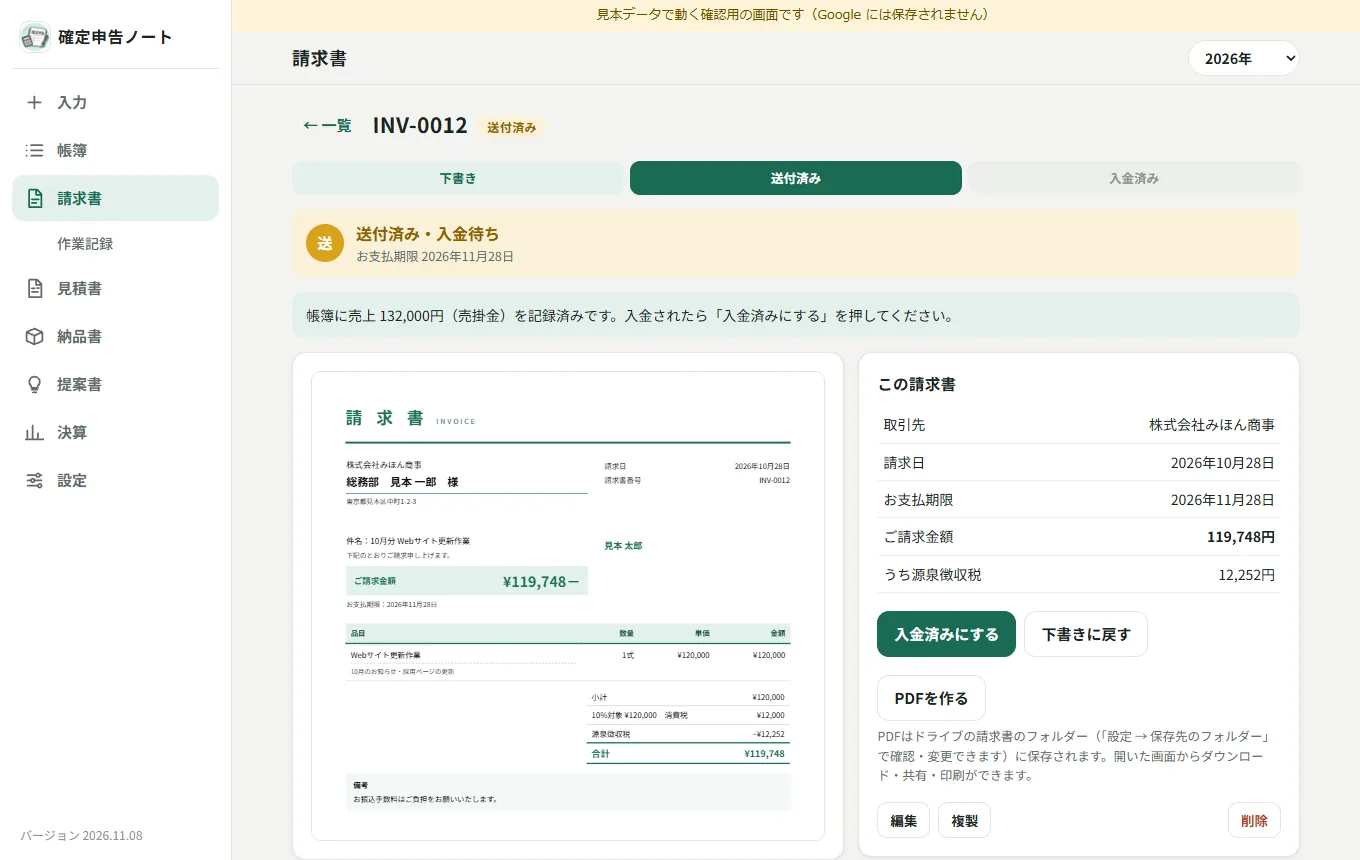 見本データで動く確認用の画面です（Google には保存されません）
確定申告ノート
入力
帳簿
請求書
作業記録
見積書
納品書
提案書
決算
設定
バージョン 2026.11.08
請求書
2026年
←一覧
INV-0012
送付済み
下書き
送付済み
入金済み
送
送付済み・入金待ち
お支払期限 2026年11月28日
帳簿に売上 132,000円（売掛金）を記録済みです。入金されたら「入金済みにする」を押してください。
請求書 INVOICE
株式会社みほん商事
総務部 見本 一郎 様
東京都見本区中町1-2-3
請求日 2026年10月28日
請求書番号 INV-0012
件名：10月分 Webサイト更新作業
下記のとおりご請求申し上げます。
見本 太郎
ご請求金額 ¥119,748ー
お支払期限：2026年11月28日
品目 数量 単価 金額
Webサイト更新作業 1式 ¥120,000 ¥120,000
10月のお知らせ・採用ページの更新
小計 ¥120,000
10%対象 ¥120,000 消費税 ¥12,000
源泉徴収税 −¥12,252
合計 ¥119,748
備考
お振込手数料はご負担をお願いいたします。
この請求書
取引先 株式会社みほん商事
請求日 2026年10月28日
お支払期限 2026年11月28日
ご請求金額 119,748円
うち源泉徴収税 12,252円
入金済みにする
下書きに戻す
PDFを作る
PDFはドライブの請求書のフォルダー（「設定 → 保存先のフォルダー」
で確認・変更できます）に保存されます。開いた画面からダウンロー
ド・共有・印刷ができます。
編集
複製
削除